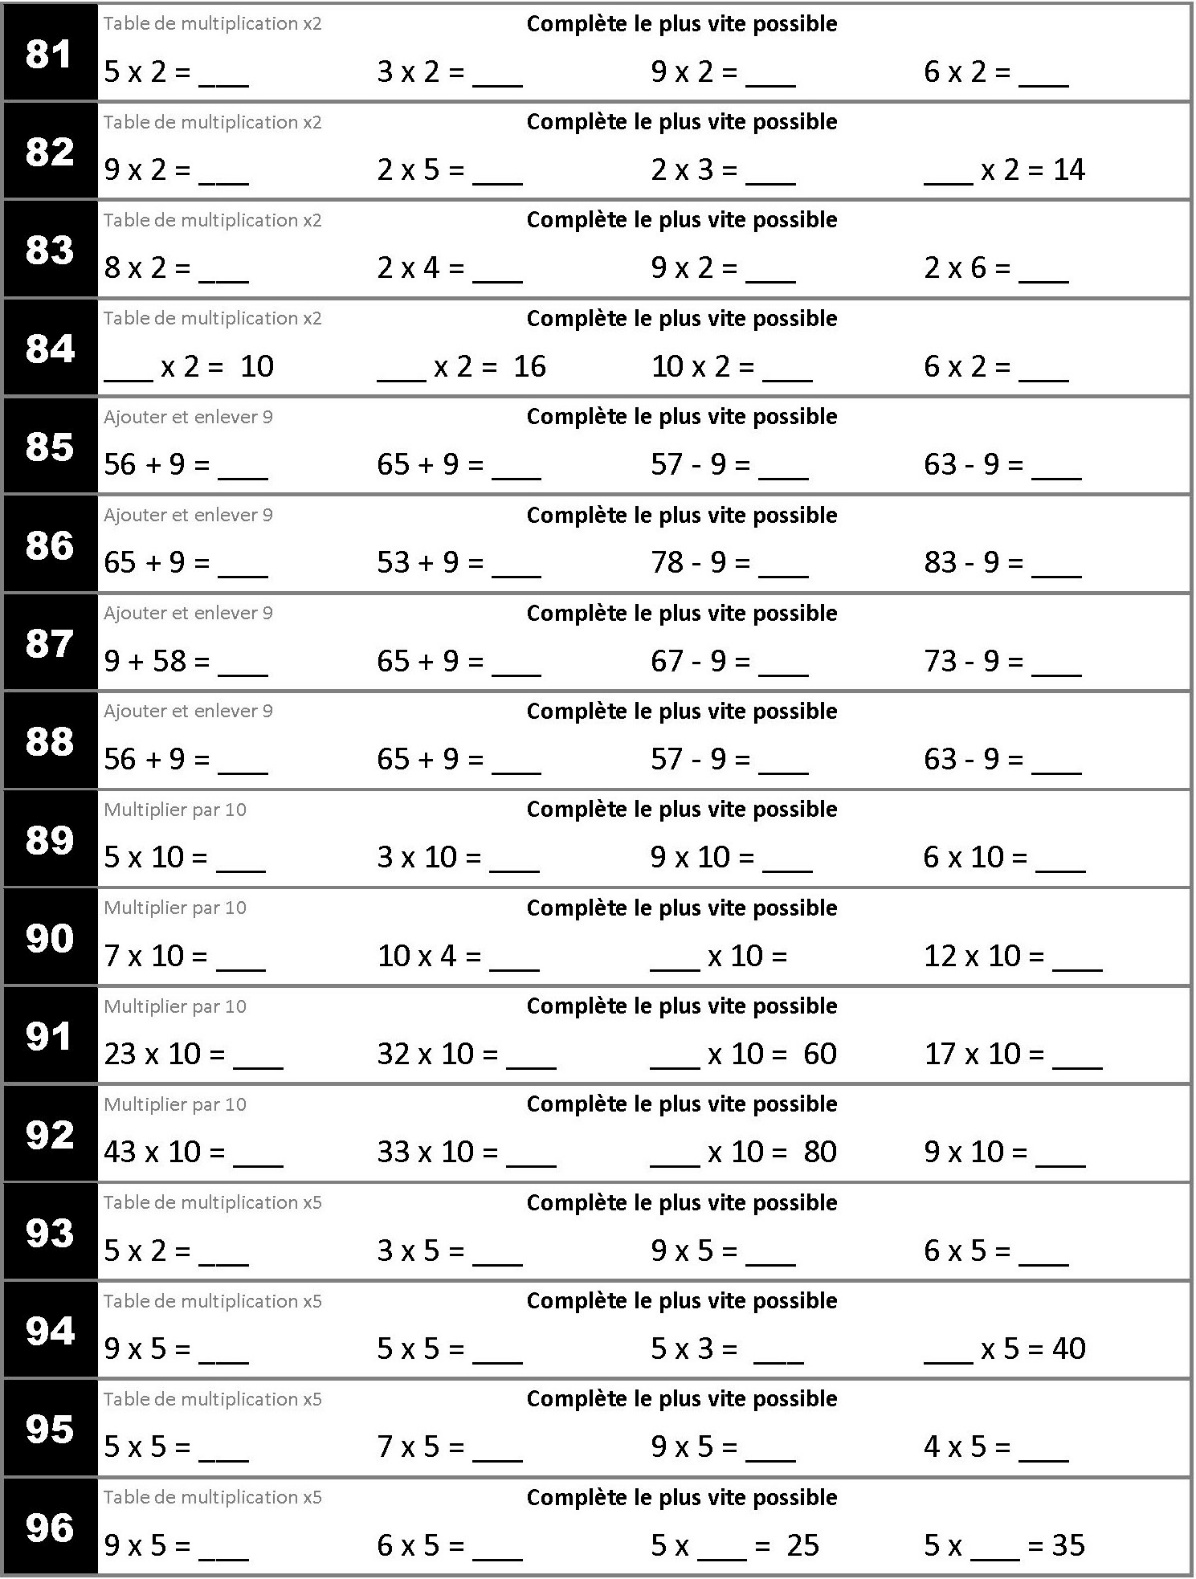 81 Table de multiplication x2 Complète le plus vite possible
5 x 2 = ___ 3 x 2 = ___ 9 x 2 = ___ 6 x 2 = ___
82 Table de multiplication x2 Complète le plus vite possible
9 x 2 = ___ 2 x 5 = ___ 2 x 3 = ___ ___ x 2 = 14
83 Table de multiplication x2 Complète le plus vite possible
8 x 2 = ___ 2 x 4 = ___ 9 x 2 = ___ 2 x 6 = ___
84 Table de multiplication x2 Complète le plus vite possible
___ x 2 = 10 ___ x 2 = 16 10 x 2 = ___ 6 x 2 = ___
85 Ajouter et enlever 9 Complète le plus vite possible
56 + 9 = ___ 65 + 9 = ___ 57 - 9 = ___ 63 - 9 = ___
86 Ajouter et enlever 9 Complète le plus vite possible
65 + 9 = ___ 53 + 9 = ___ 78 - 9 = ___ 83 - 9 = ___
87 Ajouter et enlever 9 Complète le plus vite possible
9 + 58 = ___ 65 + 9 = ___ 67 - 9 = ___ 73 - 9 = ___
88 Ajouter et enlever 9 Complète le plus vite possible
56 + 9 = ___ 65 + 9 = ___ 57 - 9 = ___ 63 - 9 = ___
89 Multiplier par 10 Complète le plus vite possible
5 x 10 = ___ 3 x 10 = ___ 9 x 10 = ___ 6 x 10 = ___
90 Multiplier par 10 Complète le plus vite possible
7 x 10 = ___ 10 x 4 = ___ ___ x 10 = 12 x 10 = ___
91 Multiplier par 10 Complète le plus vite possible
23 x 10 = ___ 32 x 10 = ___ ___ x 10 = 60 17 x 10 = ___
92 Multiplier par 10 Complète le plus vite possible
43 x 10 = ___ 33 x 10 = ___ ___ x 10 = 80 9 x 10 = ___
93 Table de multiplication x5 Complète le plus vite possible
5 x 2 = ___ 3 x 5 = ___ 9 x 5 = ___ 6 x 5 = ___
94 Table de multiplication x5 Complète le plus vite possible
9 x 5 = ___ 5 x 5 = ___ 5 x 3 = ___ ___ x 5 = 40
95 Table de multiplication x5 Complète le plus vite possible
5 x 5 = ___ 7 x 5 = ___ 9 x 5 = ___ 4 x 5 = ___
96 Table de multiplication x5 Complète le plus vite possible
9 x 5 = ___ 6 x 5 = ___ 5 x ___ = 25 5 x ___ = 35